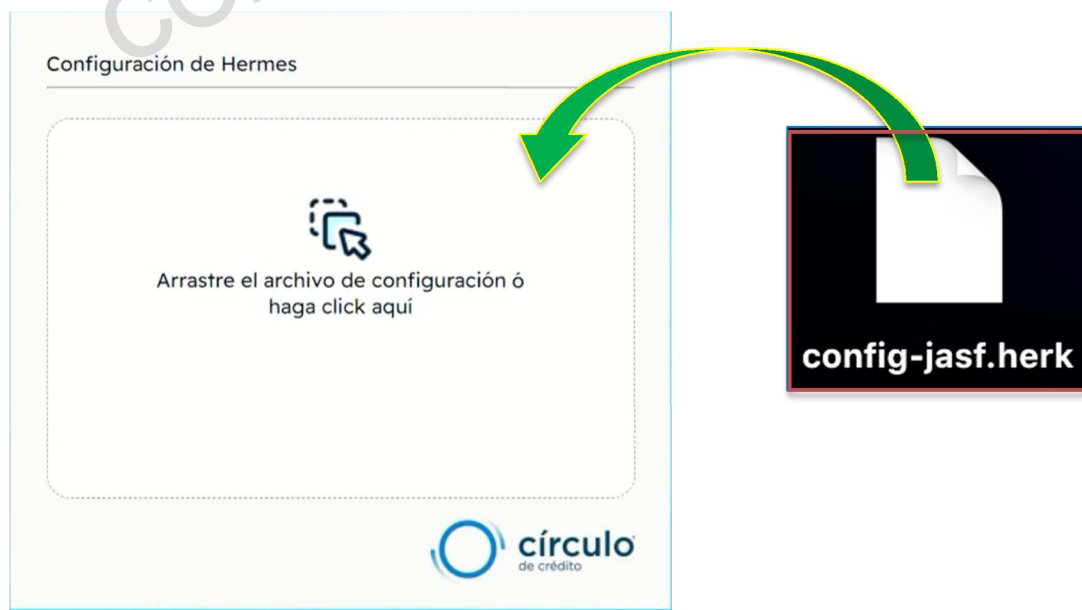 Configuración de Hermes
Arrastre el archivo de configuración ó
haga click aquí
config-jasf.herk
círculo
de crédito